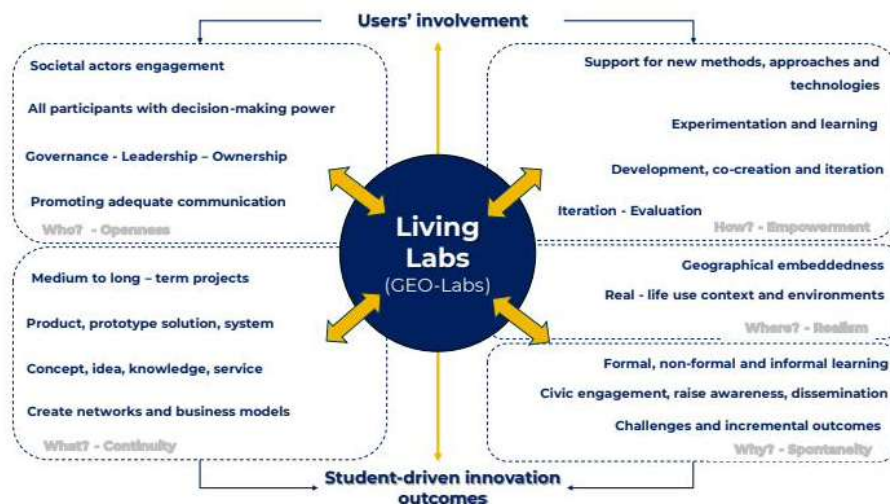 Users' involvement
Societal actors engagement
All participants with decision-making power
Governance - Leadership – Ownership
Promoting adequate communication
Who? - Openness
Support for new methods, approaches and
technologies
Experimentation and learning
Development, co-creation and iteration
Iteration - Evaluation
How? - Empowerment
Living
Labs
(GEO-Labs)
Medium to long – term projects
Product, prototype solution, system
Concept, idea, knowledge, service
Create networks and business models
What? - Continuity
Geographical embeddedness
Real - life use context and environments
Where? - Realism
Formal, non-formal and informal learning
Civic engagement, raise awareness, dissemination
Challenges and incremental outcomes
Why? - Spontaneity
Student-driven innovation
outcomes